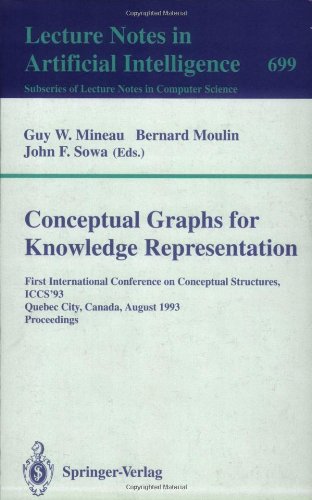 Lecture Notes in
Artificial Intelligence 699
Subseries of Lecture Notes in Computer Science
Guy W. Mineau Bernard Moulin
John F. Sowa (Eds.)
Conceptual Graphs for
Knowledge Representation
First International Conference on Conceptual Structures,
ICCS'93
Quebec City, Canada, August 1993
Proceedings
Springer-Verlag